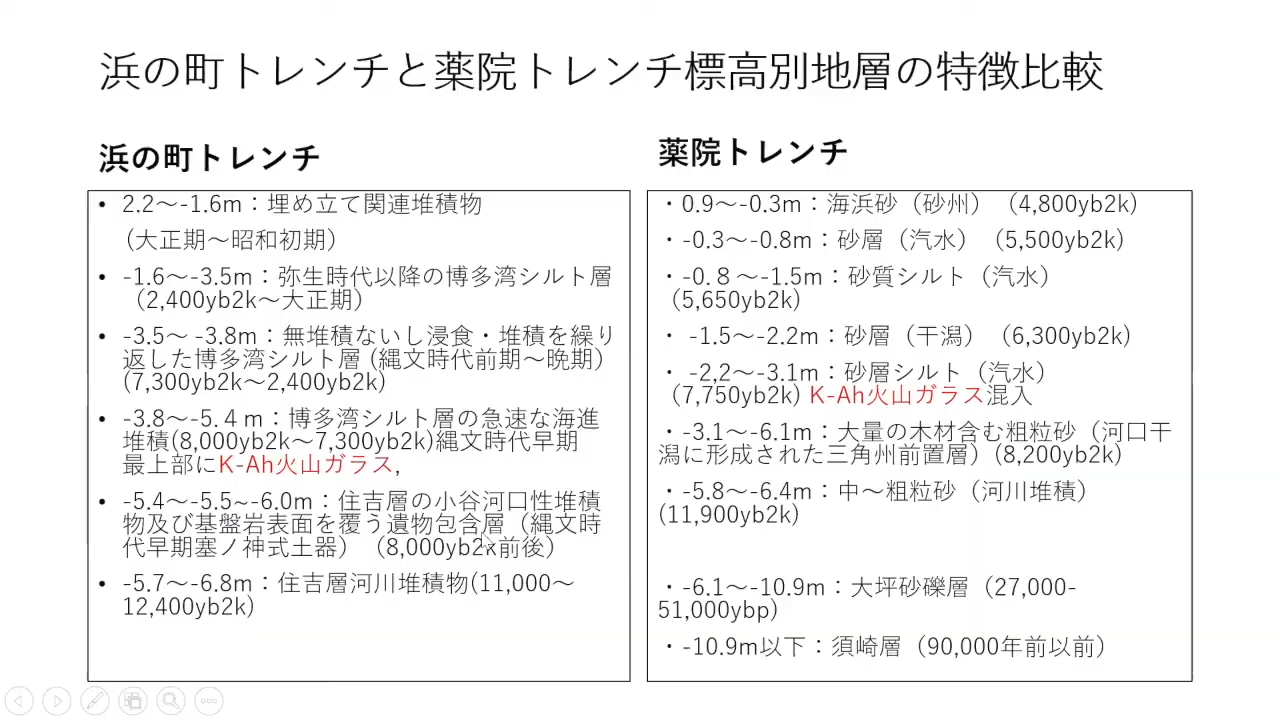 浜の町トレンチと薬院トレンチ標高別地層の特徴比較
浜の町トレンチ
• 2.2～-1.6m：埋め立て関連堆積物
（大正期～昭和初期）
• -1.6～-3.5m：弥生時代以降の博多湾シルト層
（2,400yb2k～大正期）
• -3.5～ -3.8m：無堆積ないし浸食・堆積を繰り
返した博多湾シルト層 (縄文時代前期～晩期）
(7,300yb2k～2,400yb2k)
• -3.8～-5.４ｍ：博多湾シルト層の急速な海進
堆積(8,000yb2k～7,300yb2k)縄文時代早期
最上部にK-Ah火山ガラス,
• -5.4～-5.5~-6.0m：住吉層の小谷河口性堆積
物及び基盤岩表面を覆う遺物包含層（縄文時
代早期塞ノ神式土器）（8,000yb2k前後）
• -5.7～-6.8m：住吉層河川堆積物(11,000～
12,400yb2k)
薬院トレンチ
・0.9～-0.3m：海浜砂（砂州）（4,800yb2k)
・-0.3～-0.8m：砂層（汽水）（5,500yb2k)
・-0.８～-1.5m：砂質シルト（汽水）
（5,650yb2k)
・ -1.5～-2.2m：砂層（干潟）（6,300yb2k)
・ -2,2～-3.1m：砂層シルト（汽水）
（7,750yb2k) K-Ah火山ガラス混入
・-3.1～-6.1m：大量の木材含む粗粒砂（河口干
潟に形成された三角州前置層）(8,200yb2k)
・-5.8～-6.4m：中～粗粒砂（河川堆積）
(11,900yb2k)
・-6.1～-10.9m：大坪砂礫層（27,000-
51,000ybp)
・-10.9m以下：須崎層（90,000年前以前）